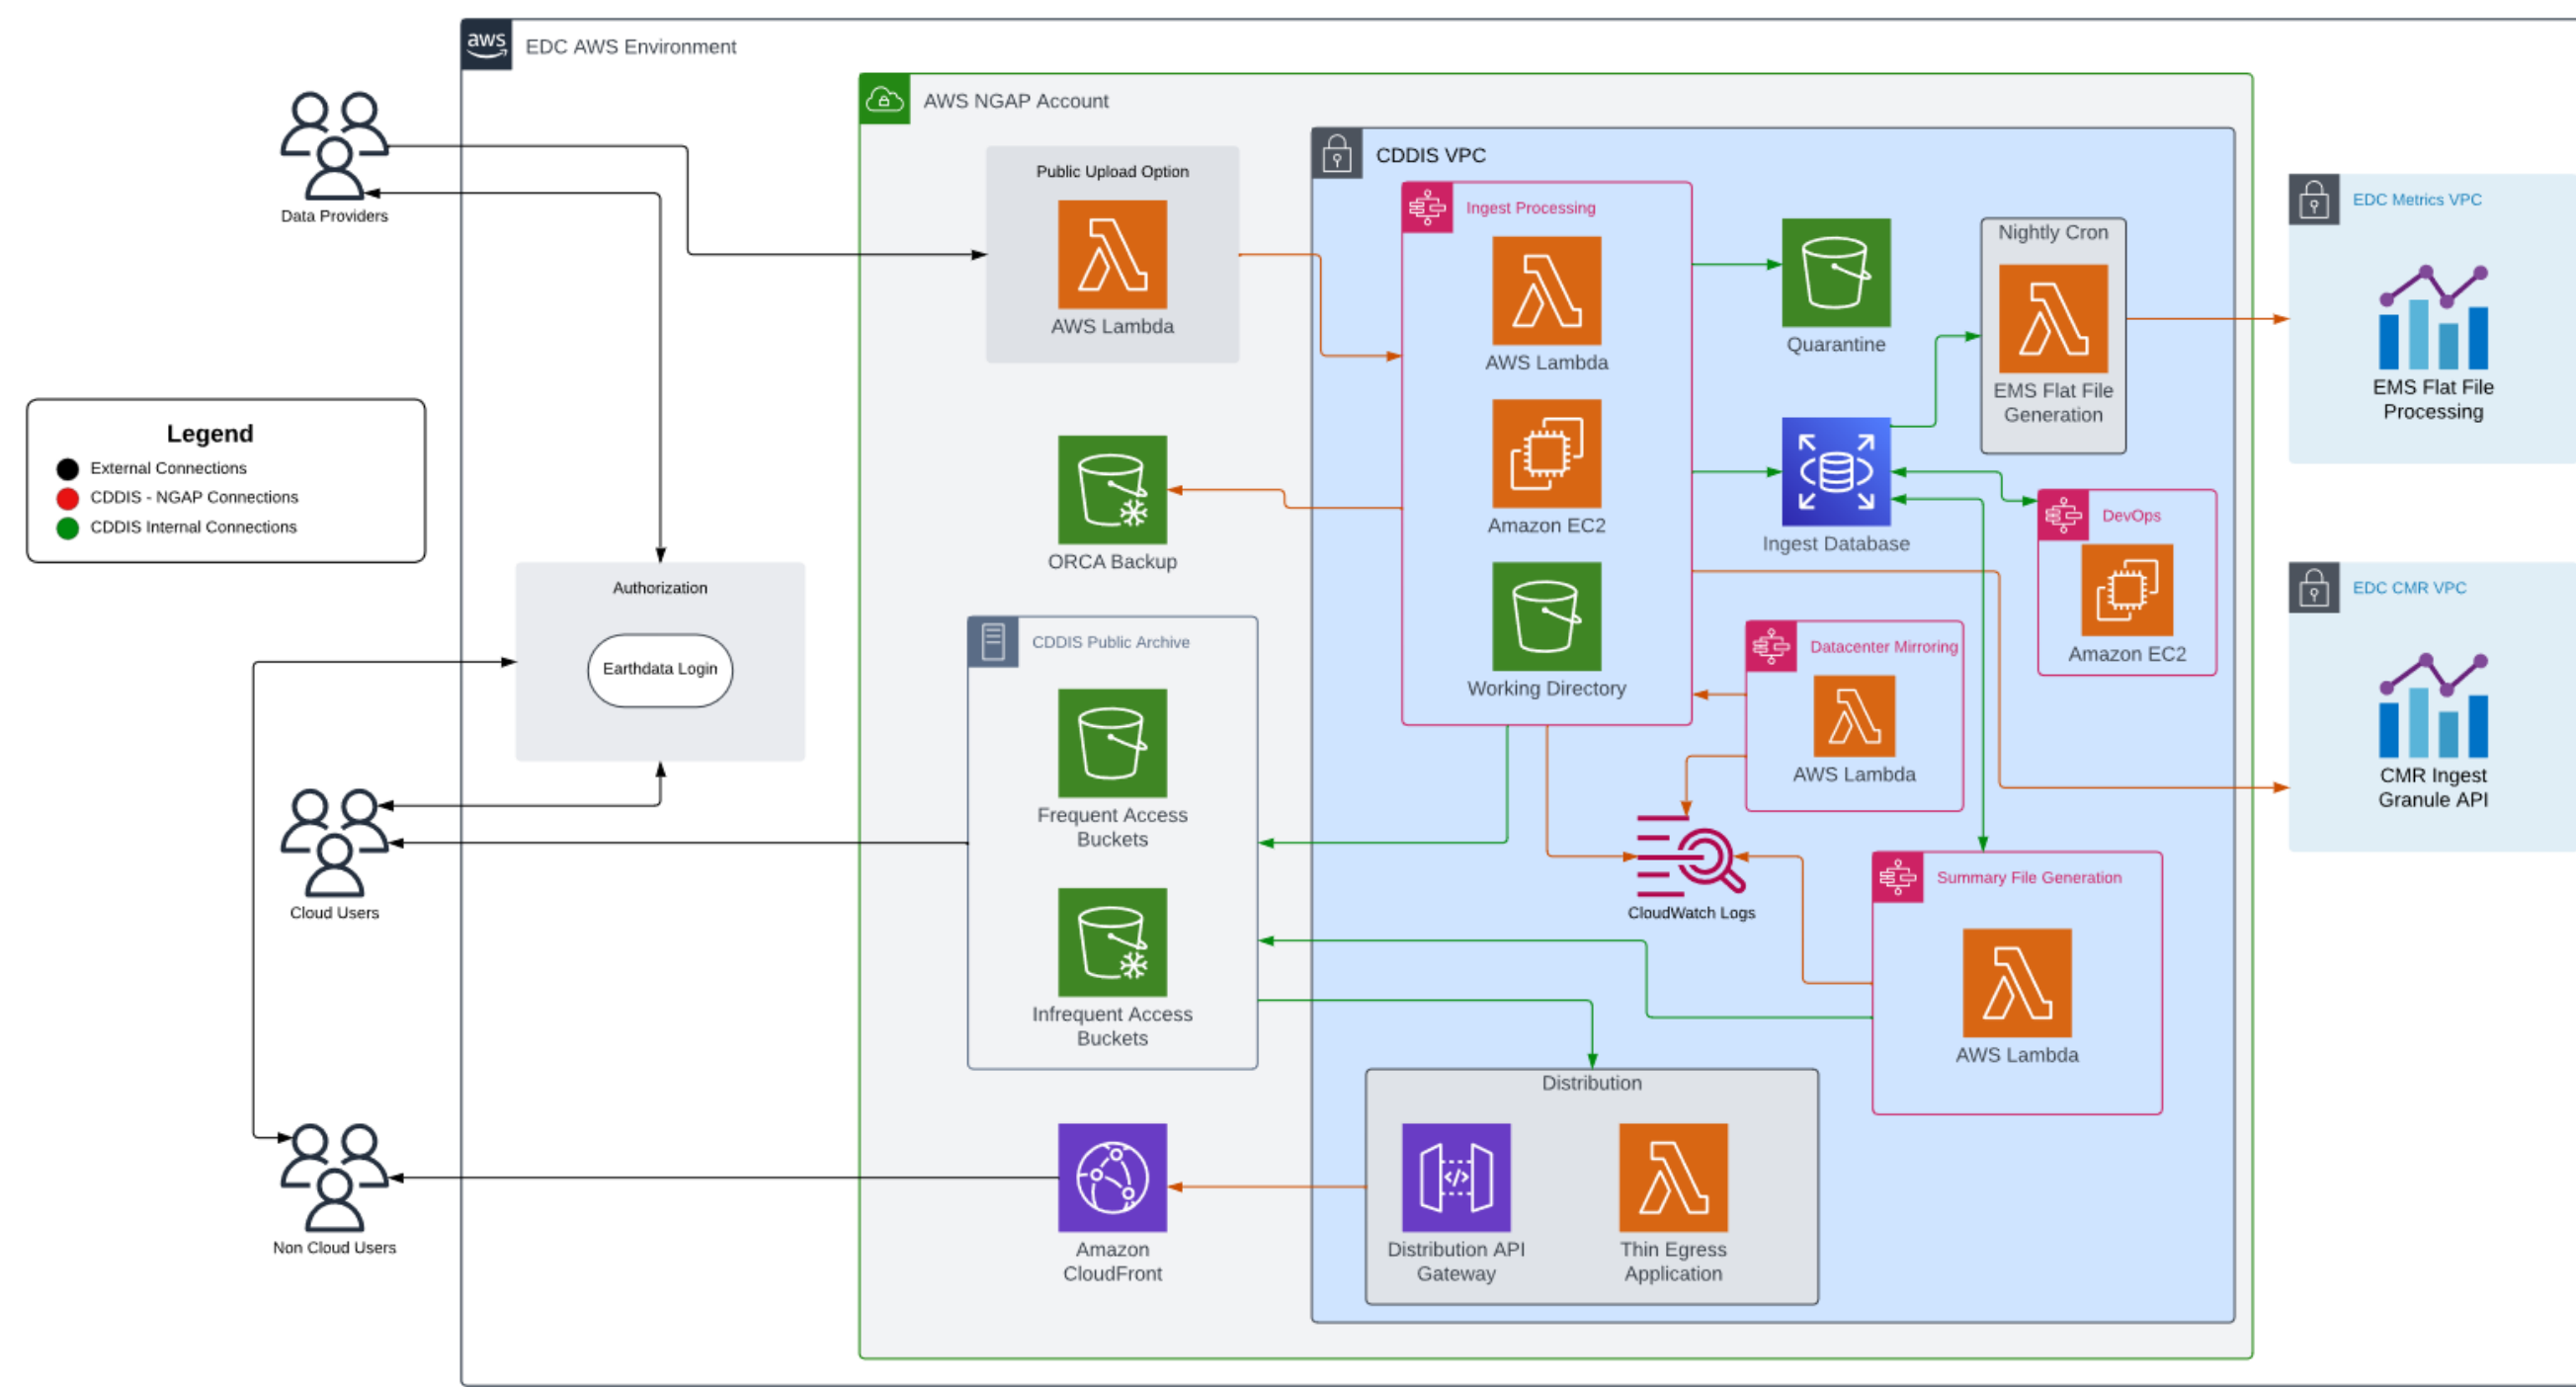 aws
EDC AWS Environment
AWS NGAP Account
Data Providers
Public Upload Option
AWS Lambda
CDDIS VPC
Ingest Processing
AWS Lambda
Amazon EC2
Working Directory
Quarantine
Nightly Cron
EMS Flat File
Generation
EDC Metrics VPC
EMS Flat File
Processing
Legend
External Connections
CDDIS - NGAP Connections
CDDIS Internal Connections
ORCA Backup
Ingest Database
DevOps
Amazon EC2
EDC CMR VPC
CMR Ingest
Granule API
Authorization
Earthdata Login
CDDIS Public Archive
Frequent Access
Buckets
Infrequent Access
Buckets
Datacenter Mirroring
AWS Lambda
CloudWatch Logs
Summary File Generation
AWS Lambda
Cloud Users
Distribution
Distribution API
Gateway
Thin Egress
Application
Amazon
CloudFront
Non Cloud Users